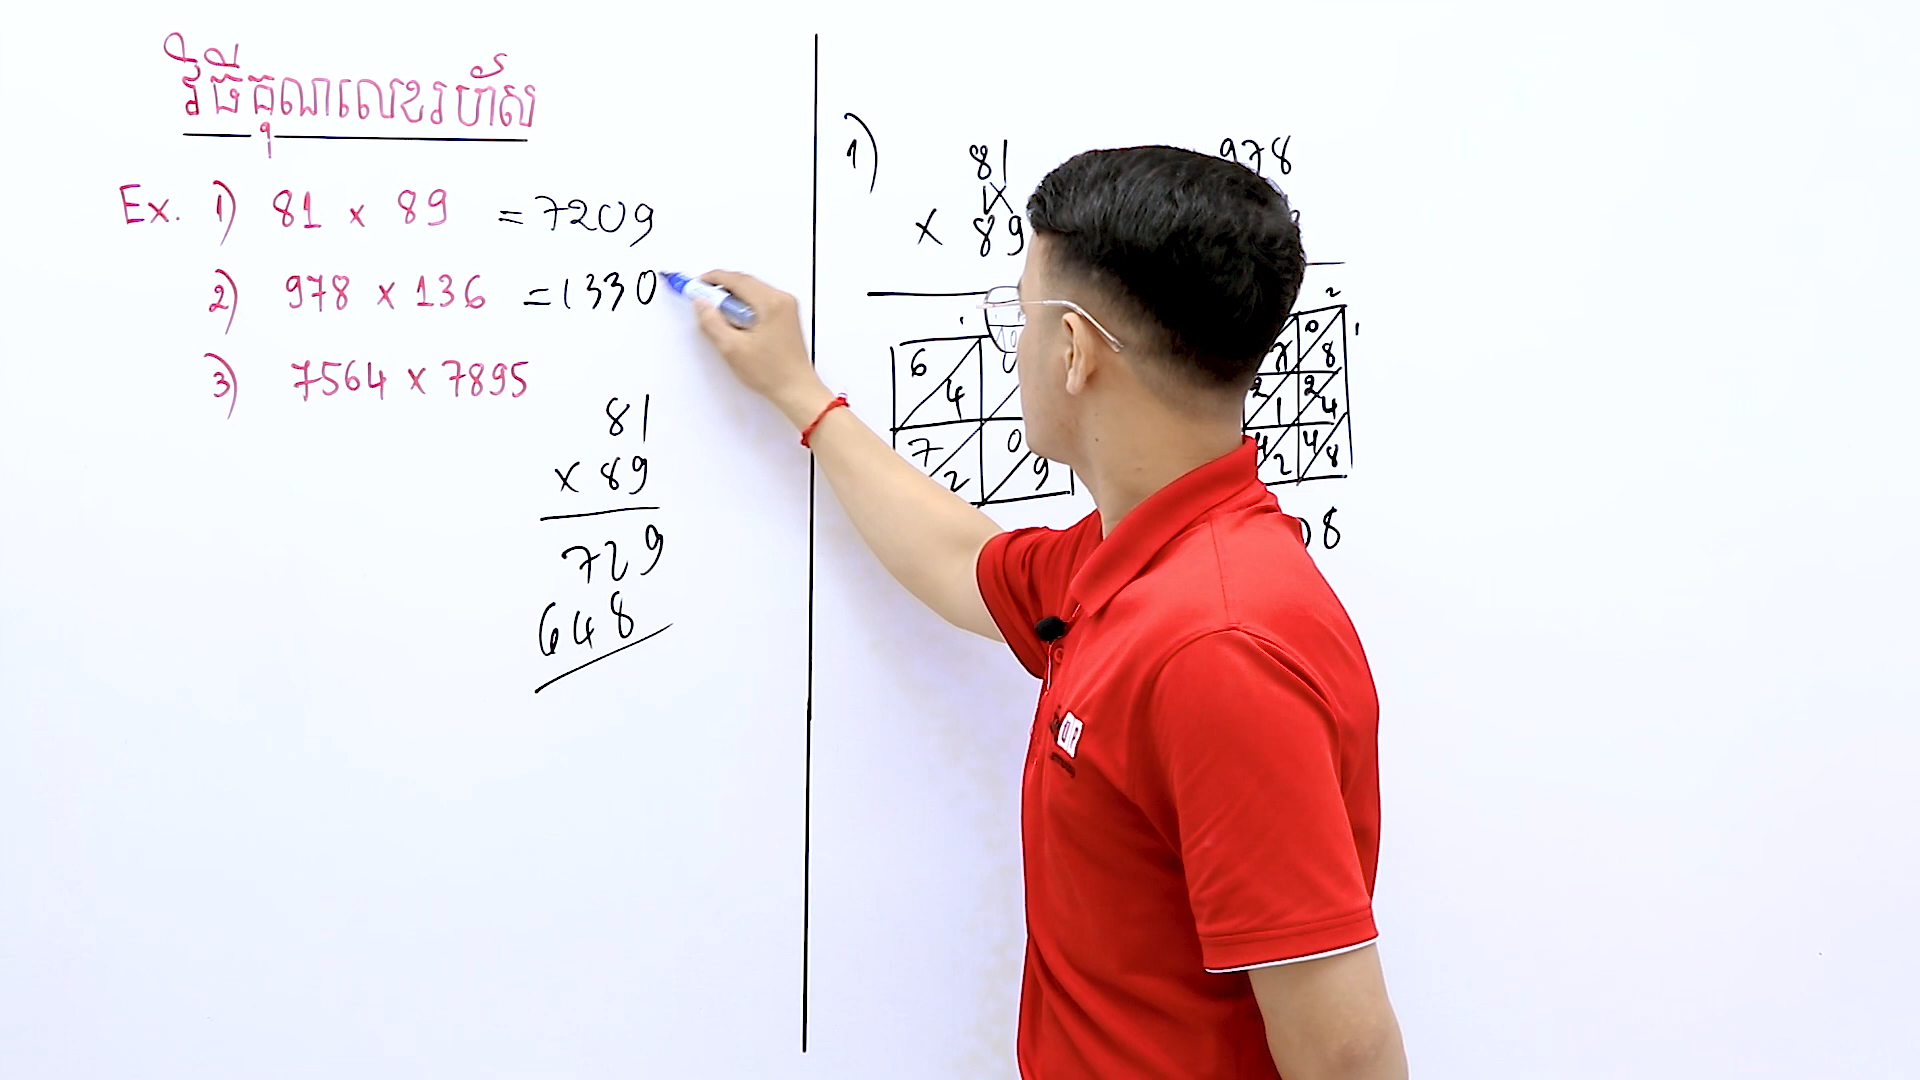 វិធីគុណលេខរហ័ស
Ex. 1) 81 x 89 = 7209
2) 978 x 136 = 1330
3) 7564 x 7895
81
x 89
729
648
1)
81
x 89
6 4
7 2 0 9
978
2
0 8 1
2 1 2 4
4 2 4 8
8